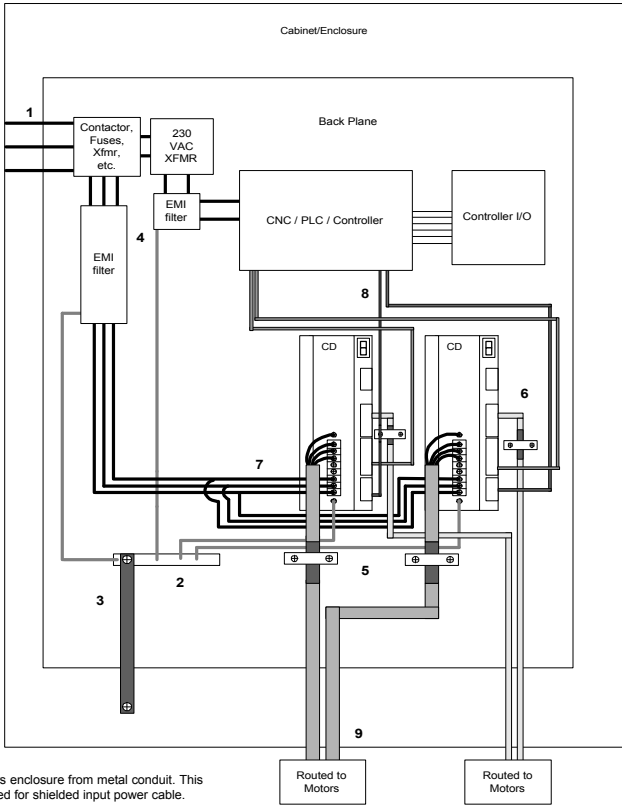 Cabinet/Enclosure
1
Contactor,
Fuses,
Xfmr,
etc.
230
VAC
XFMR
Back Plane
EMI
filter
4
CNC / PLC / Controller
Controller I/O
EMI
filter
8
CD
CD
6
7
5
2
3
9
s enclosure from metal conduit. This
ed for shielded input power cable.
Routed to
Motors
Routed to
Motors